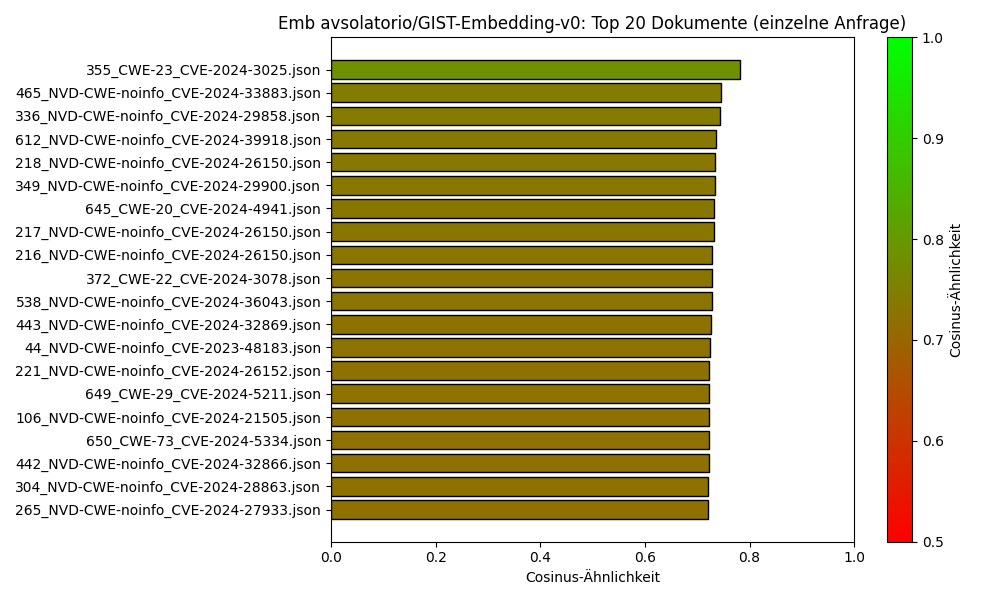 Emb avsolatorio/GIST-Embedding-v0: Top 20 Dokumente (einzelne Anfrage)
355_CWE-23_CVE-2024-3025.json
465_NVD-CWE-noinfo_CVE-2024-33883.json
336_NVD-CWE-noinfo_CVE-2024-29858.json
612_NVD-CWE-noinfo_CVE-2024-39918.json
218_NVD-CWE-noinfo_CVE-2024-26150.json
349_NVD-CWE-noinfo_CVE-2024-29900.json
645_CWE-20_CVE-2024-4941.json
217_NVD-CWE-noinfo_CVE-2024-26150.json
216_NVD-CWE-noinfo_CVE-2024-26150.json
372_CWE-22_CVE-2024-3078.json
538_NVD-CWE-noinfo_CVE-2024-36043.json
443_NVD-CWE-noinfo_CVE-2024-32869.json
44_NVD-CWE-noinfo_CVE-2023-48183.json
221_NVD-CWE-noinfo_CVE-2024-26152.json
649_CWE-29_CVE-2024-5211.json
106_NVD-CWE-noinfo_CVE-2024-21505.json
650_CWE-73_CVE-2024-5334.json
442_NVD-CWE-noinfo_CVE-2024-32866.json
304_NVD-CWE-noinfo_CVE-2024-28863.json
265_NVD-CWE-noinfo_CVE-2024-27933.json
0.0 0.2 0.4 0.6 0.8 1.0
Cosinus-Ähnlichkeit
1.0
0.9
0.8
0.7
0.6
0.5
Cosinus-Ähnlichkeit